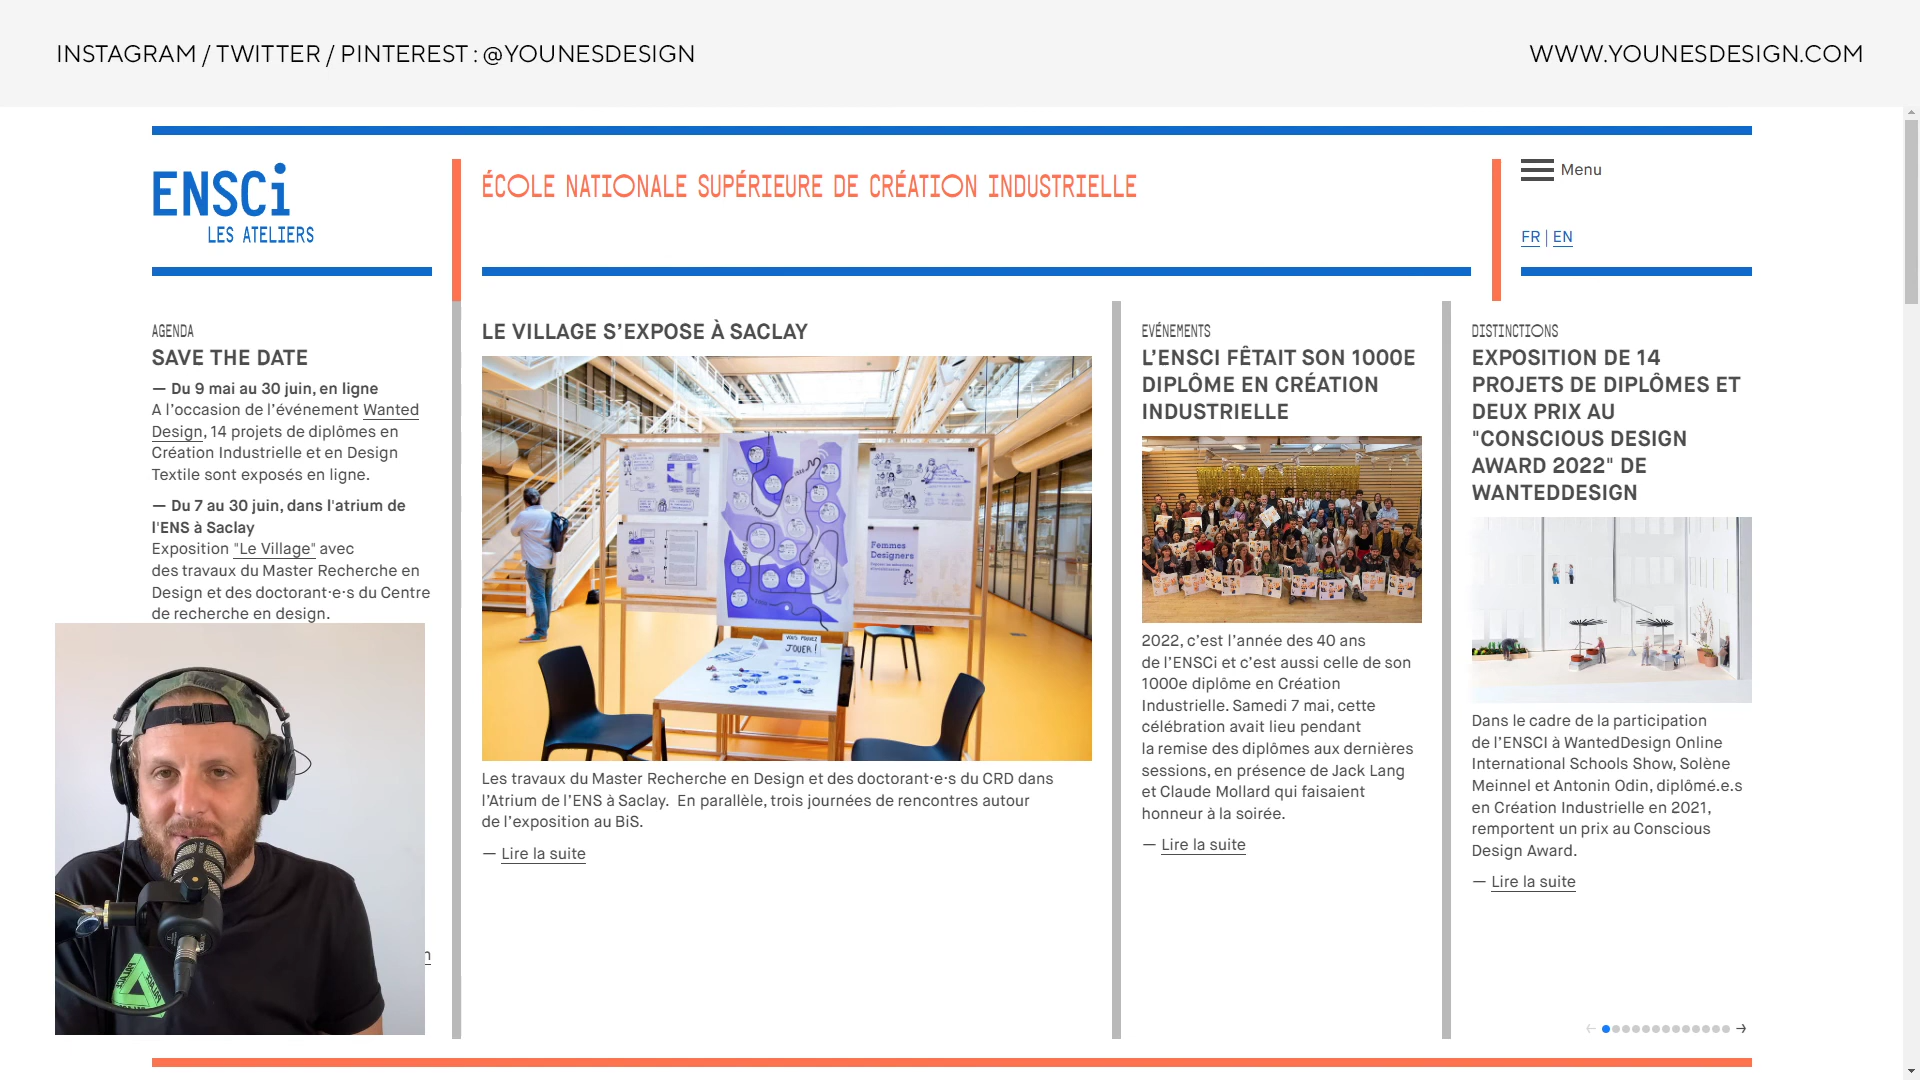 INSTAGRAM / TWITTER / PINTEREST : @YOUNESDESIGN
WWW.YOUNESDESIGN.COM
ENSCi
LES ATELIERS
ÉCOLE NATIONALE SUPÉRIEURE DE CRÉATION INDUSTRIELLE
Menu
FR | EN
AGENDA
SAVE THE DATE
— Du 9 mai au 30 juin, en ligne
A l’occasion de l’événement Wanted
Design, 14 projets de diplômes en
Création Industrielle et en Design
Textile sont exposés en ligne.
— Du 7 au 30 juin, dans l'atrium de
l'ENS à Saclay
Exposition "Le Village" avec
des travaux du Master Recherche en
Design et des doctorant·e·s du Centre
de recherche en design.
LE VILLAGE S’EXPOSE À SACLAY
Femmes
Designers
VOUS POUVEZ
JOUER !
Les travaux du Master Recherche en Design et des doctorant·e·s du CRD dans
l’Atrium de l’ENS à Saclay. En parallèle, trois journées de rencontres autour
de l’exposition au BiS.
— Lire la suite
EVÉNEMENTS
L’ENSCI FÊTAIT SON 1000E
DIPLÔME EN CRÉATION
INDUSTRIELLE
2022, c’est l’année des 40 ans
de l’ENSCi et c’est aussi celle de son
1000e diplôme en Création
Industrielle. Samedi 7 mai, cette
célébration avait lieu pendant
la remise des diplômes aux dernières
sessions, en présence de Jack Lang
et Claude Mollard qui faisaient
honneur à la soirée.
— Lire la suite
DISTINCTIONS
EXPOSITION DE 14
PROJETS DE DIPLÔMES ET
DEUX PRIX AU
"CONSCIOUS DESIGN
AWARD 2022" DE
WANTEDDESIGN
Dans le cadre de la participation
de l’ENSCI à WantedDesign Online
International Schools Show, Solène
Meinnel et Antonin Odin, diplômé.e.s
en Création Industrielle en 2021,
remportent un prix au Conscious
Design Award.
— Lire la suite
PALACE